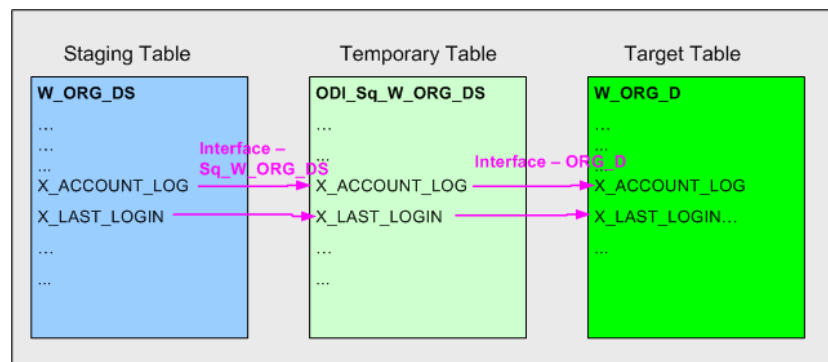 Staging Table
Temporary Table
Target Table
W_ORG_DS
...
...
...
X_ACCOUNT_LOG
X_LAST_LOGIN
...
...
Interface –
Sq_W_ORG_DS
ODI_Sq_W_ORG_DS
...
...
X_ACCOUNT_LOG
X_LAST_LOGIN
...
...
Interface – ORG_D
W_ORG_D
...
...
...
X_ACCOUNT_LOG
X_LAST_LOGIN...
...